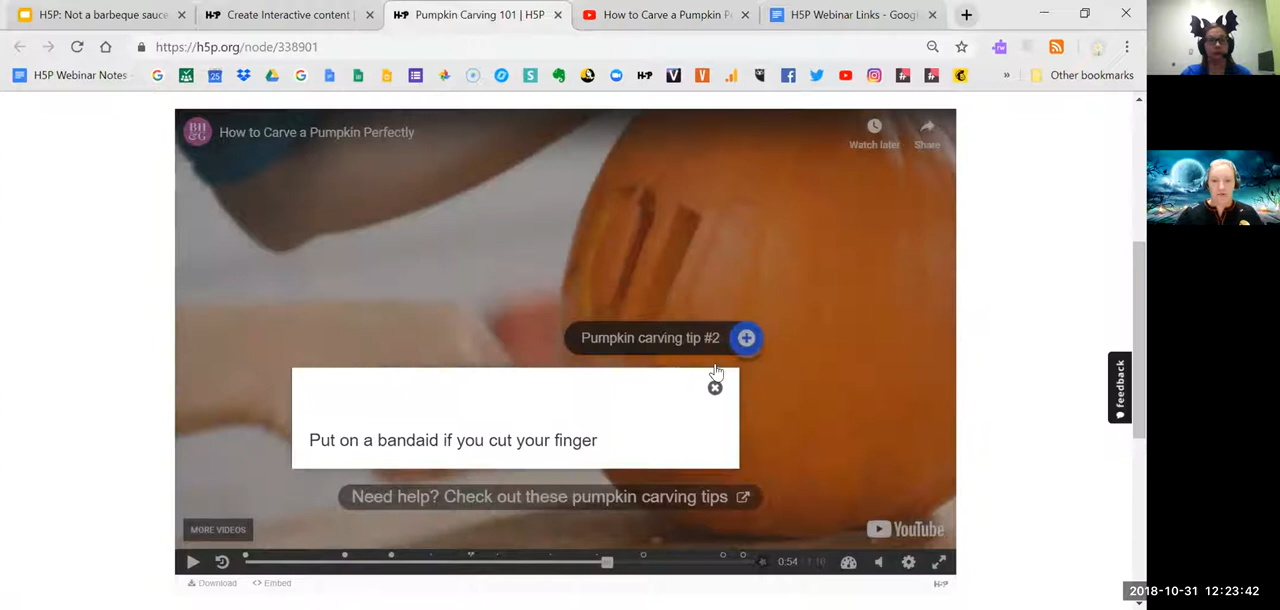 H5P: Not a barbeque sauce
H-P Create Interactive content |
H-P Pumpkin Carving 101 | H5P
How to Carve a Pumpkin P
H5P Webinar Links - Goog
https://h5p.org/node/338901
H5P Webinar Notes
Other bookmarks
BH &G
How to Carve a Pumpkin Perfectly
Watch later
Share
Pumpkin carving tip #2
Put on a bandaid if you cut your finger
Need help? Check out these pumpkin carving tips
MORE VIDEOS
YouTube
0:54 / 1:10
Download
<> Embed
H-P
feedback
2018-10-31 12:23:42